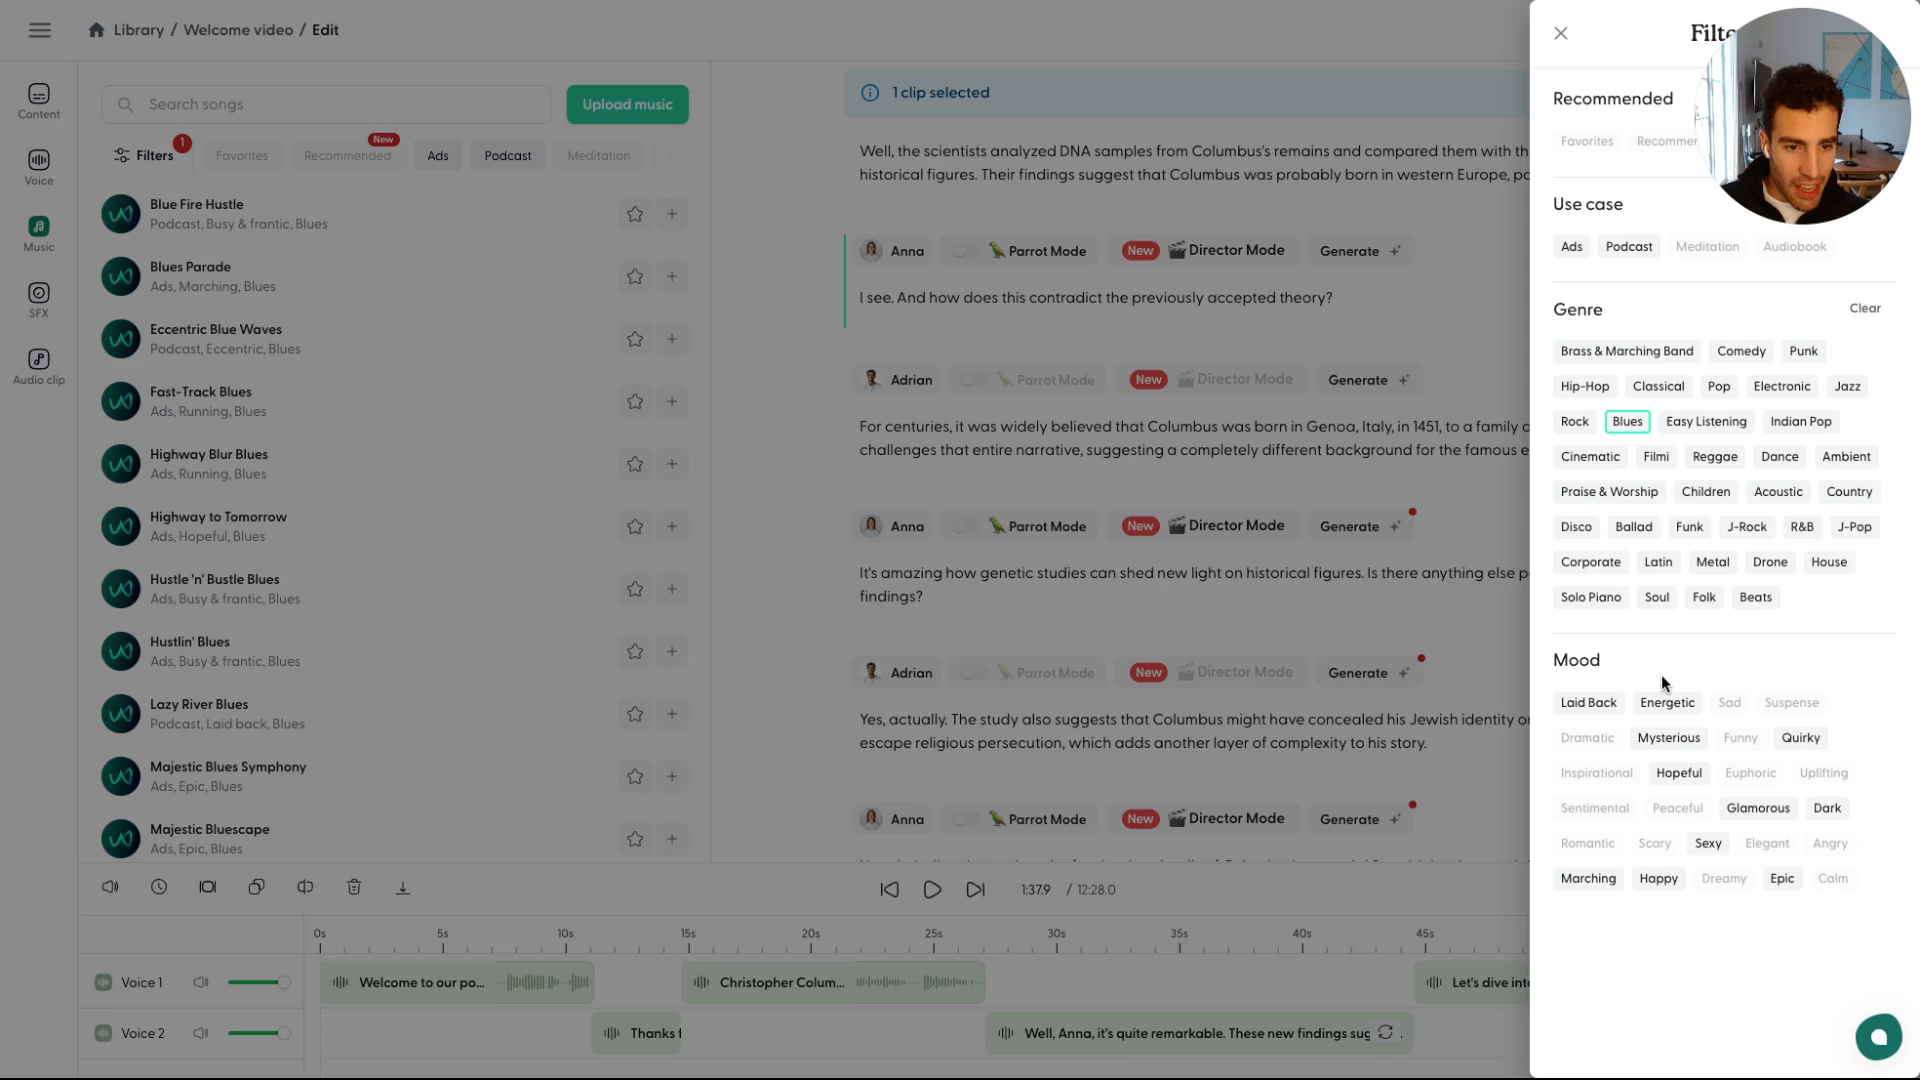 Library / Welcome video / Edit
Content
Voice
Music
SFX
Audio clip
Search songs
Upload music
Filters
1
Favorites
Recommended
New
Ads
Podcast
Meditation
Blue Fire Hustle
Podcast, Busy & frantic, Blues
Blues Parade
Ads, Marching, Blues
Eccentric Blue Waves
Podcast, Eccentric, Blues
Fast-Track Blues
Ads, Running, Blues
Highway Blur Blues
Ads, Running, Blues
Highway to Tomorrow
Ads, Hopeful, Blues
Hustle 'n' Bustle Blues
Ads, Busy & frantic, Blues
Hustlin' Blues
Ads, Busy & frantic, Blues
Lazy River Blues
Podcast, Laid back, Blues
Majestic Blues Symphony
Ads, Epic, Blues
Majestic Bluescape
Ads, Epic, Blues
1 clip selected
Well, the scientists analyzed DNA samples from Columbus's remains and compared them with th
historical figures. Their findings suggest that Columbus was probably born in western Europe, po
Anna Parrot Mode New Director Mode Generate
I see. And how does this contradict the previously accepted theory?
Adrian Parrot Mode New Director Mode Generate
For centuries, it was widely believed that Columbus was born in Genoa, Italy, in 1451, to a family o
challenges that entire narrative, suggesting a completely different background for the famous e
Anna Parrot Mode New Director Mode Generate
It's amazing how genetic studies can shed new light on historical figures. Is there anything else p
findings?
Adrian Parrot Mode New Director Mode Generate
Yes, actually. The study also suggests that Columbus might have concealed his Jewish identity or
escape religious persecution, which adds another layer of complexity to his story.
Anna Parrot Mode New Director Mode Generate
1:37.9 / 12:28.0
0s 5s 10s 15s 20s 25s 30s 35s 40s 45s
Voice 1
Welcome to our po...
Christopher Colum...
Let's dive int
Voice 2
Thanks f
Well, Anna, it's quite remarkable. These new findings sug
Filte
Recommended
Favorites Recommer
Use case
Ads Podcast Meditation Audiobook
Genre Clear
Brass & Marching Band Comedy Punk
Hip-Hop Classical Pop Electronic Jazz
Rock Blues Easy Listening Indian Pop
Cinematic Filmi Reggae Dance Ambient
Praise & Worship Children Acoustic Country
Disco Ballad Funk J-Rock R&B J-Pop
Corporate Latin Metal Drone House
Solo Piano Soul Folk Beats
Mood
Laid Back Energetic Sad Suspense
Dramatic Mysterious Funny Quirky
Inspirational Hopeful Euphoric Uplifting
Sentimental Peaceful Glamorous Dark
Romantic Scary Sexy Elegant Angry
Marching Happy Dreamy Epic Calm